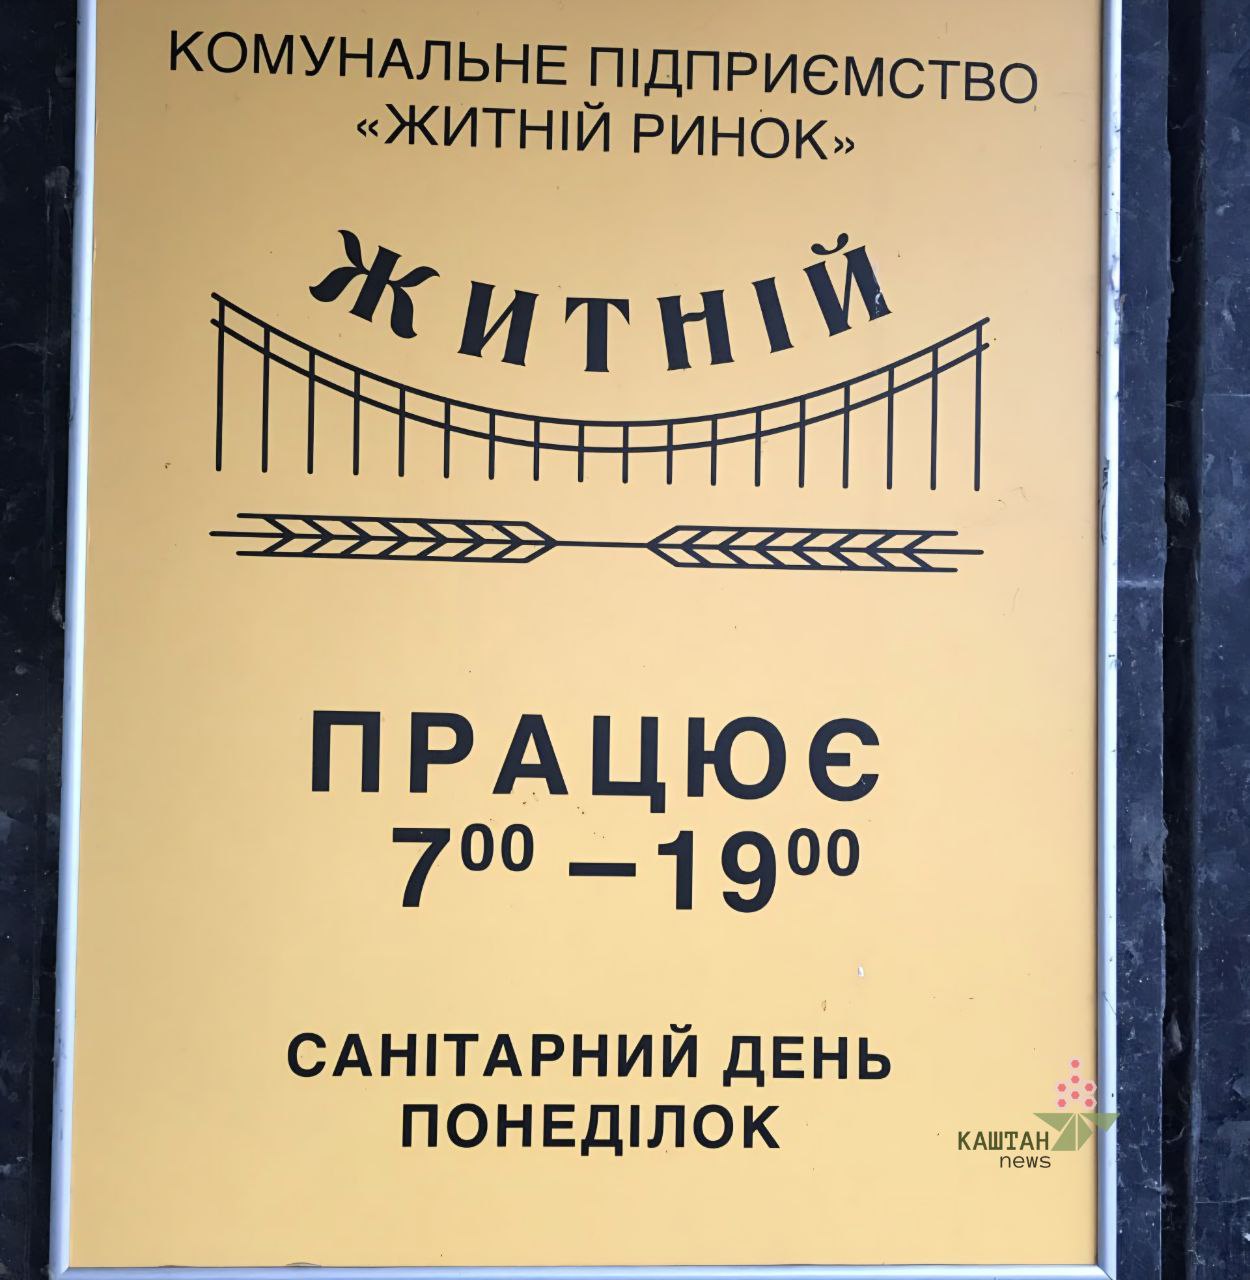 КОМУНАЛЬНЕ ПІДПРИЄМСТВО
«ЖИТНІЙ РИНОК»
ЖИТНІЙ
ПРАЦЮЄ
7⁰⁰ – 19⁰⁰
САНІТАРНИЙ ДЕНЬ
ПОНЕДІЛОК
КАШТАН
news